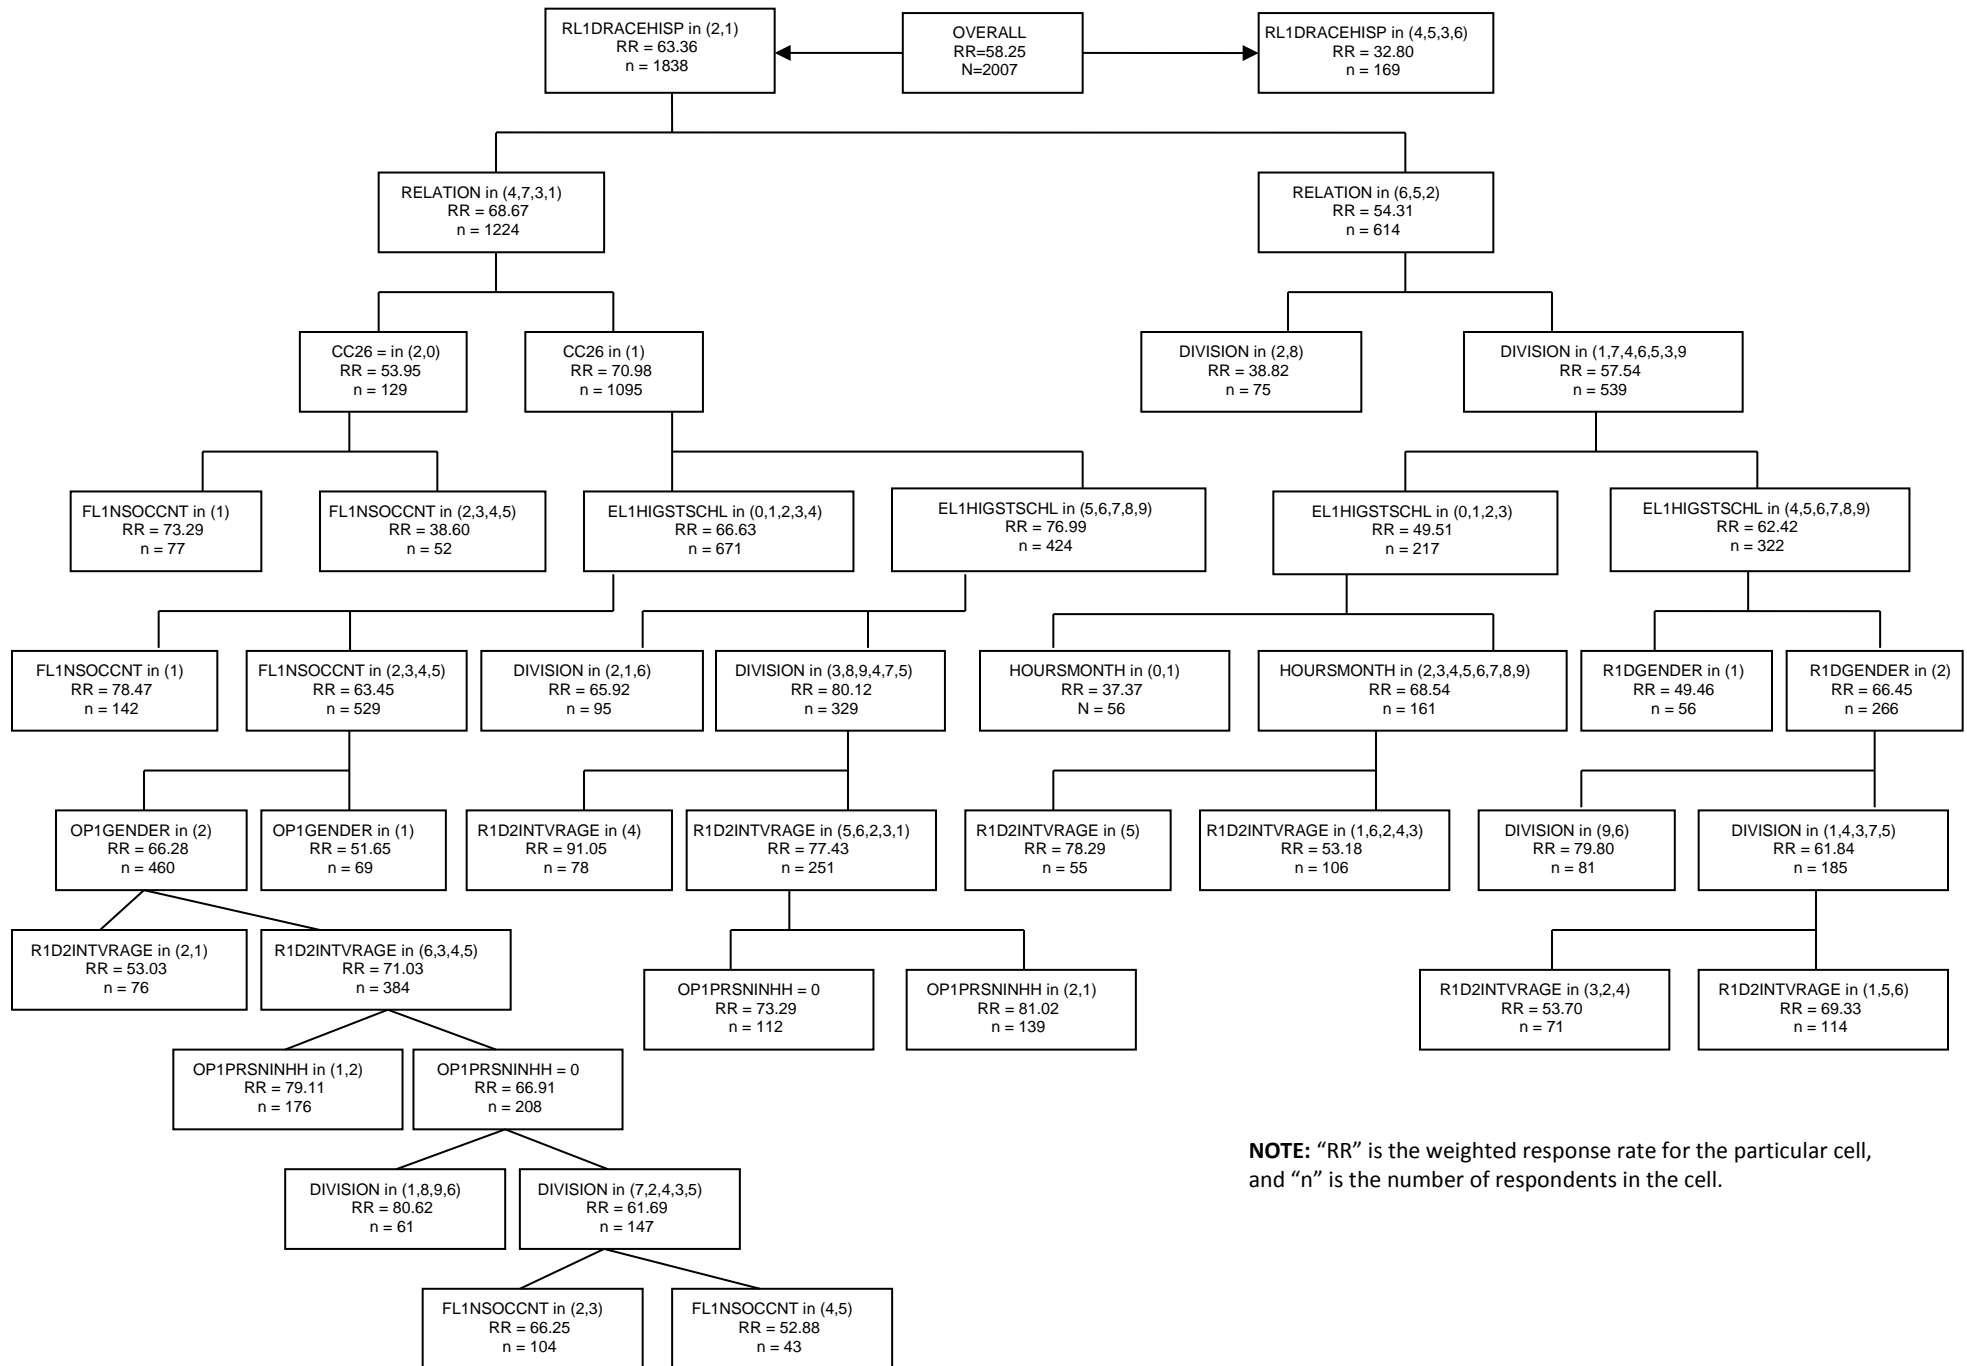 RL1DRACEHISP in (2,1)
RR = 63.36
n = 1838
OVERALL
RR=58.25
N=2007
RL1DRACEHISP in (4,5,3,6)
RR = 32.80
n = 169
RELATION in (4,7,3,1)
RR = 68.67
n = 1224
RELATION in (6,5,2)
RR = 54.31
n = 614
CC26 = in (2,0)
RR = 53.95
n = 129
CC26 in (1)
RR = 70.98
n = 1095
DIVISION in (2,8)
RR = 38.82
n = 75
DIVISION in (1,7,4,6,5,3,9
RR = 57.54
n = 539
FL1NSOCCNT in (1)
RR = 73.29
n = 77
FL1NSOCCNT in (2,3,4,5)
RR = 38.60
n = 52
EL1HIGSTSCHL in (0,1,2,3,4)
RR = 66.63
n = 671
EL1HIGSTSCHL in (5,6,7,8,9)
RR = 76.99
n = 424
EL1HIGSTSCHL in (0,1,2,3)
RR = 49.51
n = 217
EL1HIGSTSCHL in (4,5,6,7,8,9)
RR = 62.42
n = 322
FL1NSOCCNT in (1)
RR = 78.47
n = 142
FL1NSOCCNT in (2,3,4,5)
RR = 63.45
n = 529
DIVISION in (2,1,6)
RR = 65.92
n = 95
DIVISION in (3,8,9,4,7,5)
RR = 80.12
n = 329
HOURSMONTH in (0,1)
RR = 37.37
N = 56
HOURSMONTH in (2,3,4,5,6,7,8,9)
RR = 68.54
n = 161
R1DGENDER in (1)
RR = 49.46
n = 56
R1DGENDER in (2)
RR = 66.45
n = 266
OP1GENDER in (2)
RR = 66.28
n = 460
OP1GENDER in (1)
RR = 51.65
n = 69
R1D2INTVRAGE in (4)
RR = 91.05
n = 78
R1D2INTVRAGE in (5,6,2,3,1)
RR = 77.43
n = 251
R1D2INTVRAGE in (5)
RR = 78.29
n = 55
R1D2INTVRAGE in (1,6,2,4,3)
RR = 53.18
n = 106
DIVISION in (9,6)
RR = 79.80
n = 81
DIVISION in (1,4,3,7,5)
RR = 61.84
n = 185
R1D2INTVRAGE in (2,1)
RR = 53.03
n = 76
R1D2INTVRAGE in (6,3,4,5)
RR = 71.03
n = 384
OP1PRSNINHH = 0
RR = 73.29
n = 112
OP1PRSNINHH in (2,1)
RR = 81.02
n = 139
R1D2INTVRAGE in (3,2,4)
RR = 53.70
n = 71
R1D2INTVRAGE in (1,5,6)
RR = 69.33
n = 114
OP1PRSNINHH in (1,2)
RR = 79.11
n = 176
OP1PRSNINHH = 0
RR = 66.91
n = 208
NOTE: “RR” is the weighted response rate for the particular cell,
and “n” is the number of respondents in the cell.
DIVISION in (1,8,9,6)
RR = 80.62
n = 61
DIVISION in (7,2,4,3,5)
RR = 61.69
n = 147
FL1NSOCCNT in (2,3)
RR = 66.25
n = 104
FL1NSOCCNT in (4,5)
RR = 52.88
n = 43